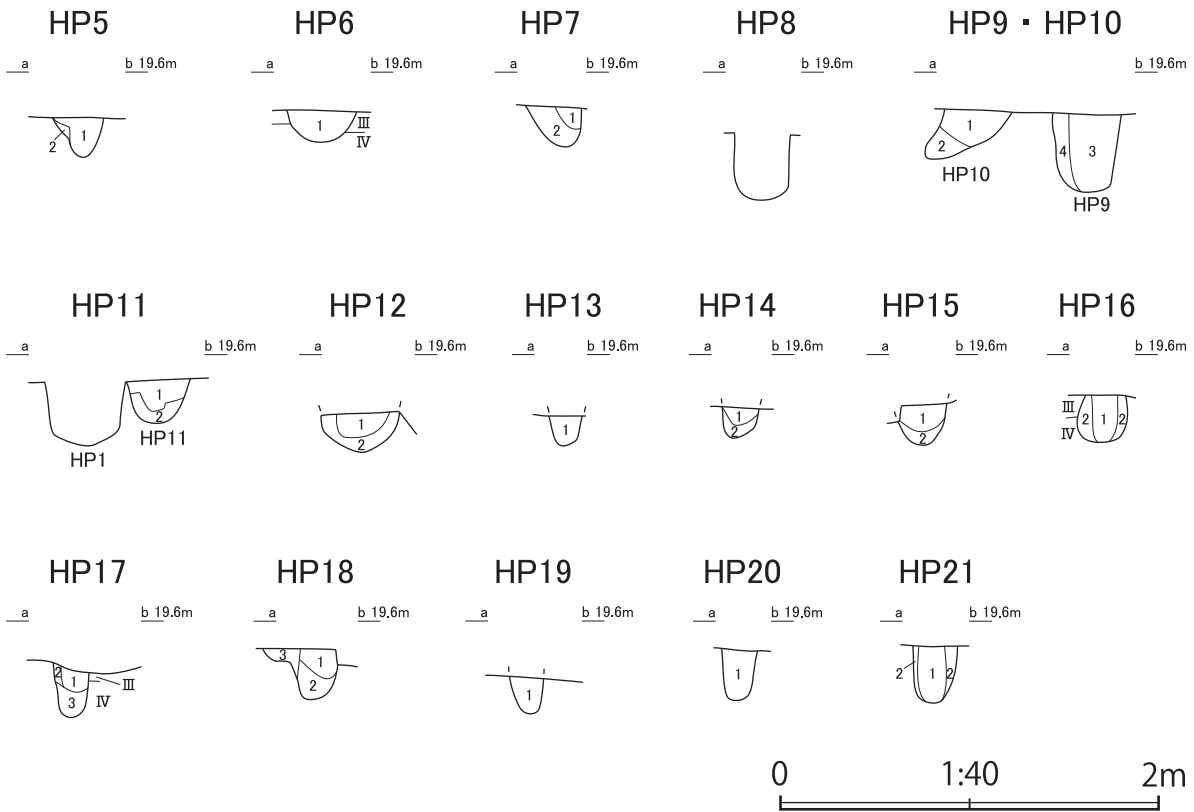 HP5 HP6 HP7 HP8 HP9・HP10
a b 19.6m a b 19.6m a b 19.6m a b 19.6m a b 19.6m
1 2
1 Ⅲ Ⅳ
1 2
1 2 HP10 4 3 HP9
HP11 HP12 HP13 HP14 HP15 HP16
a b 19.6m a b 19.6m a b 19.6m a b 19.6m a b 19.6m a b 19.6m
HP1 1 2 HP11
1 2
1
1 2
1 2
Ⅲ Ⅳ 2 1 2
HP17 HP18 HP19 HP20 HP21
a b 19.6m a b 19.6m a b 19.6m a b 19.6m a b 19.6m
2 1 3 Ⅲ Ⅳ
3 1 2
1
1
2 1 2
0 1:40 2m